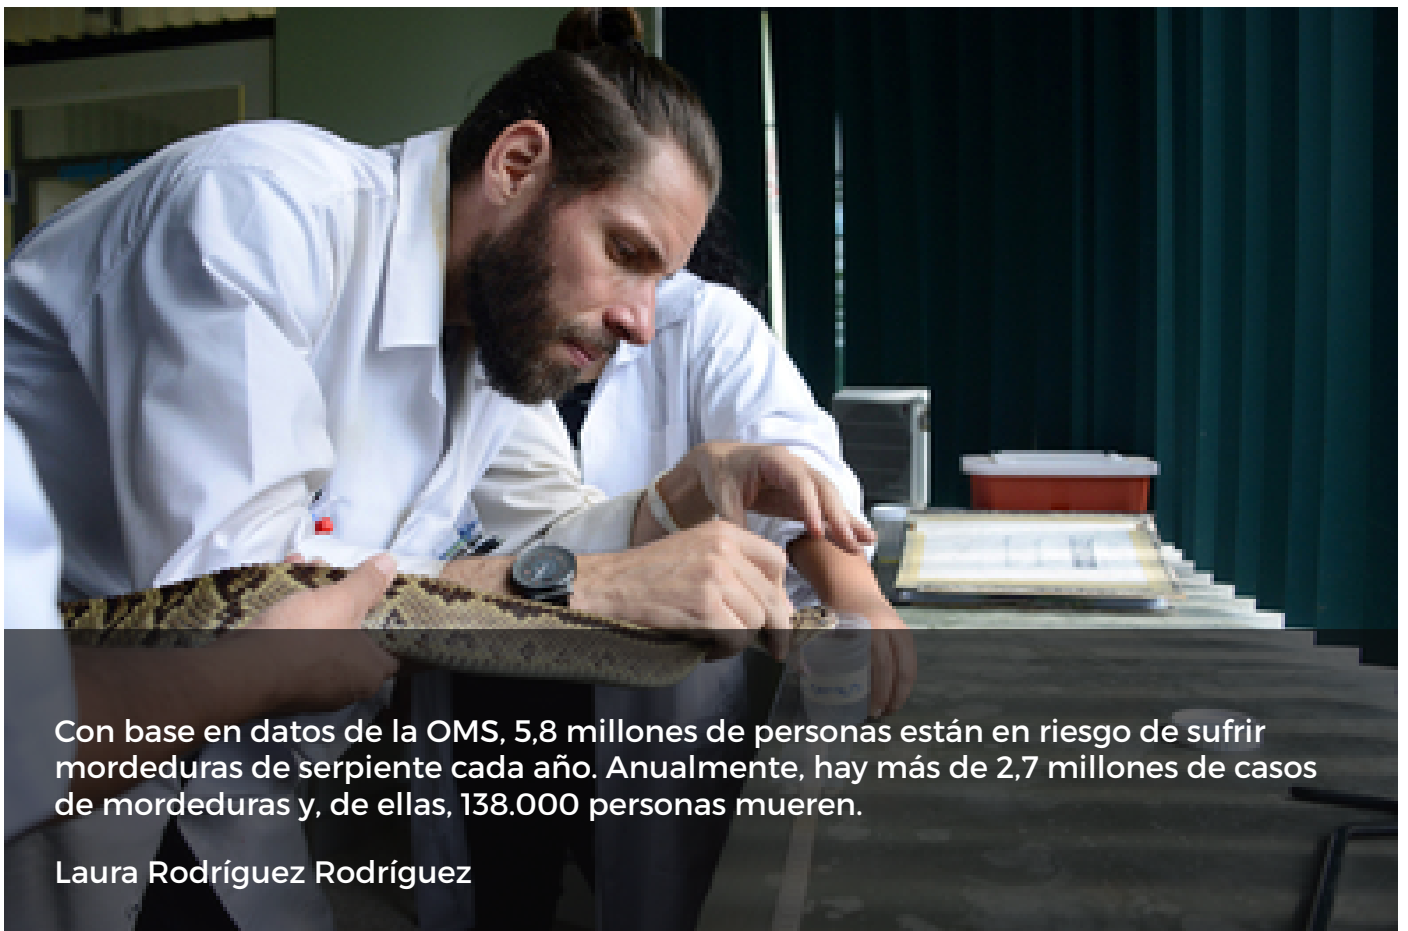 Con base en datos de la OMS, 5,8 millones de personas están en riesgo de sufrir
mordeduras de serpiente cada año. Anualmente, hay más de 2,7 millones de casos
de mordeduras y, de ellas, 138.000 personas mueren.
Laura Rodríguez Rodríguez